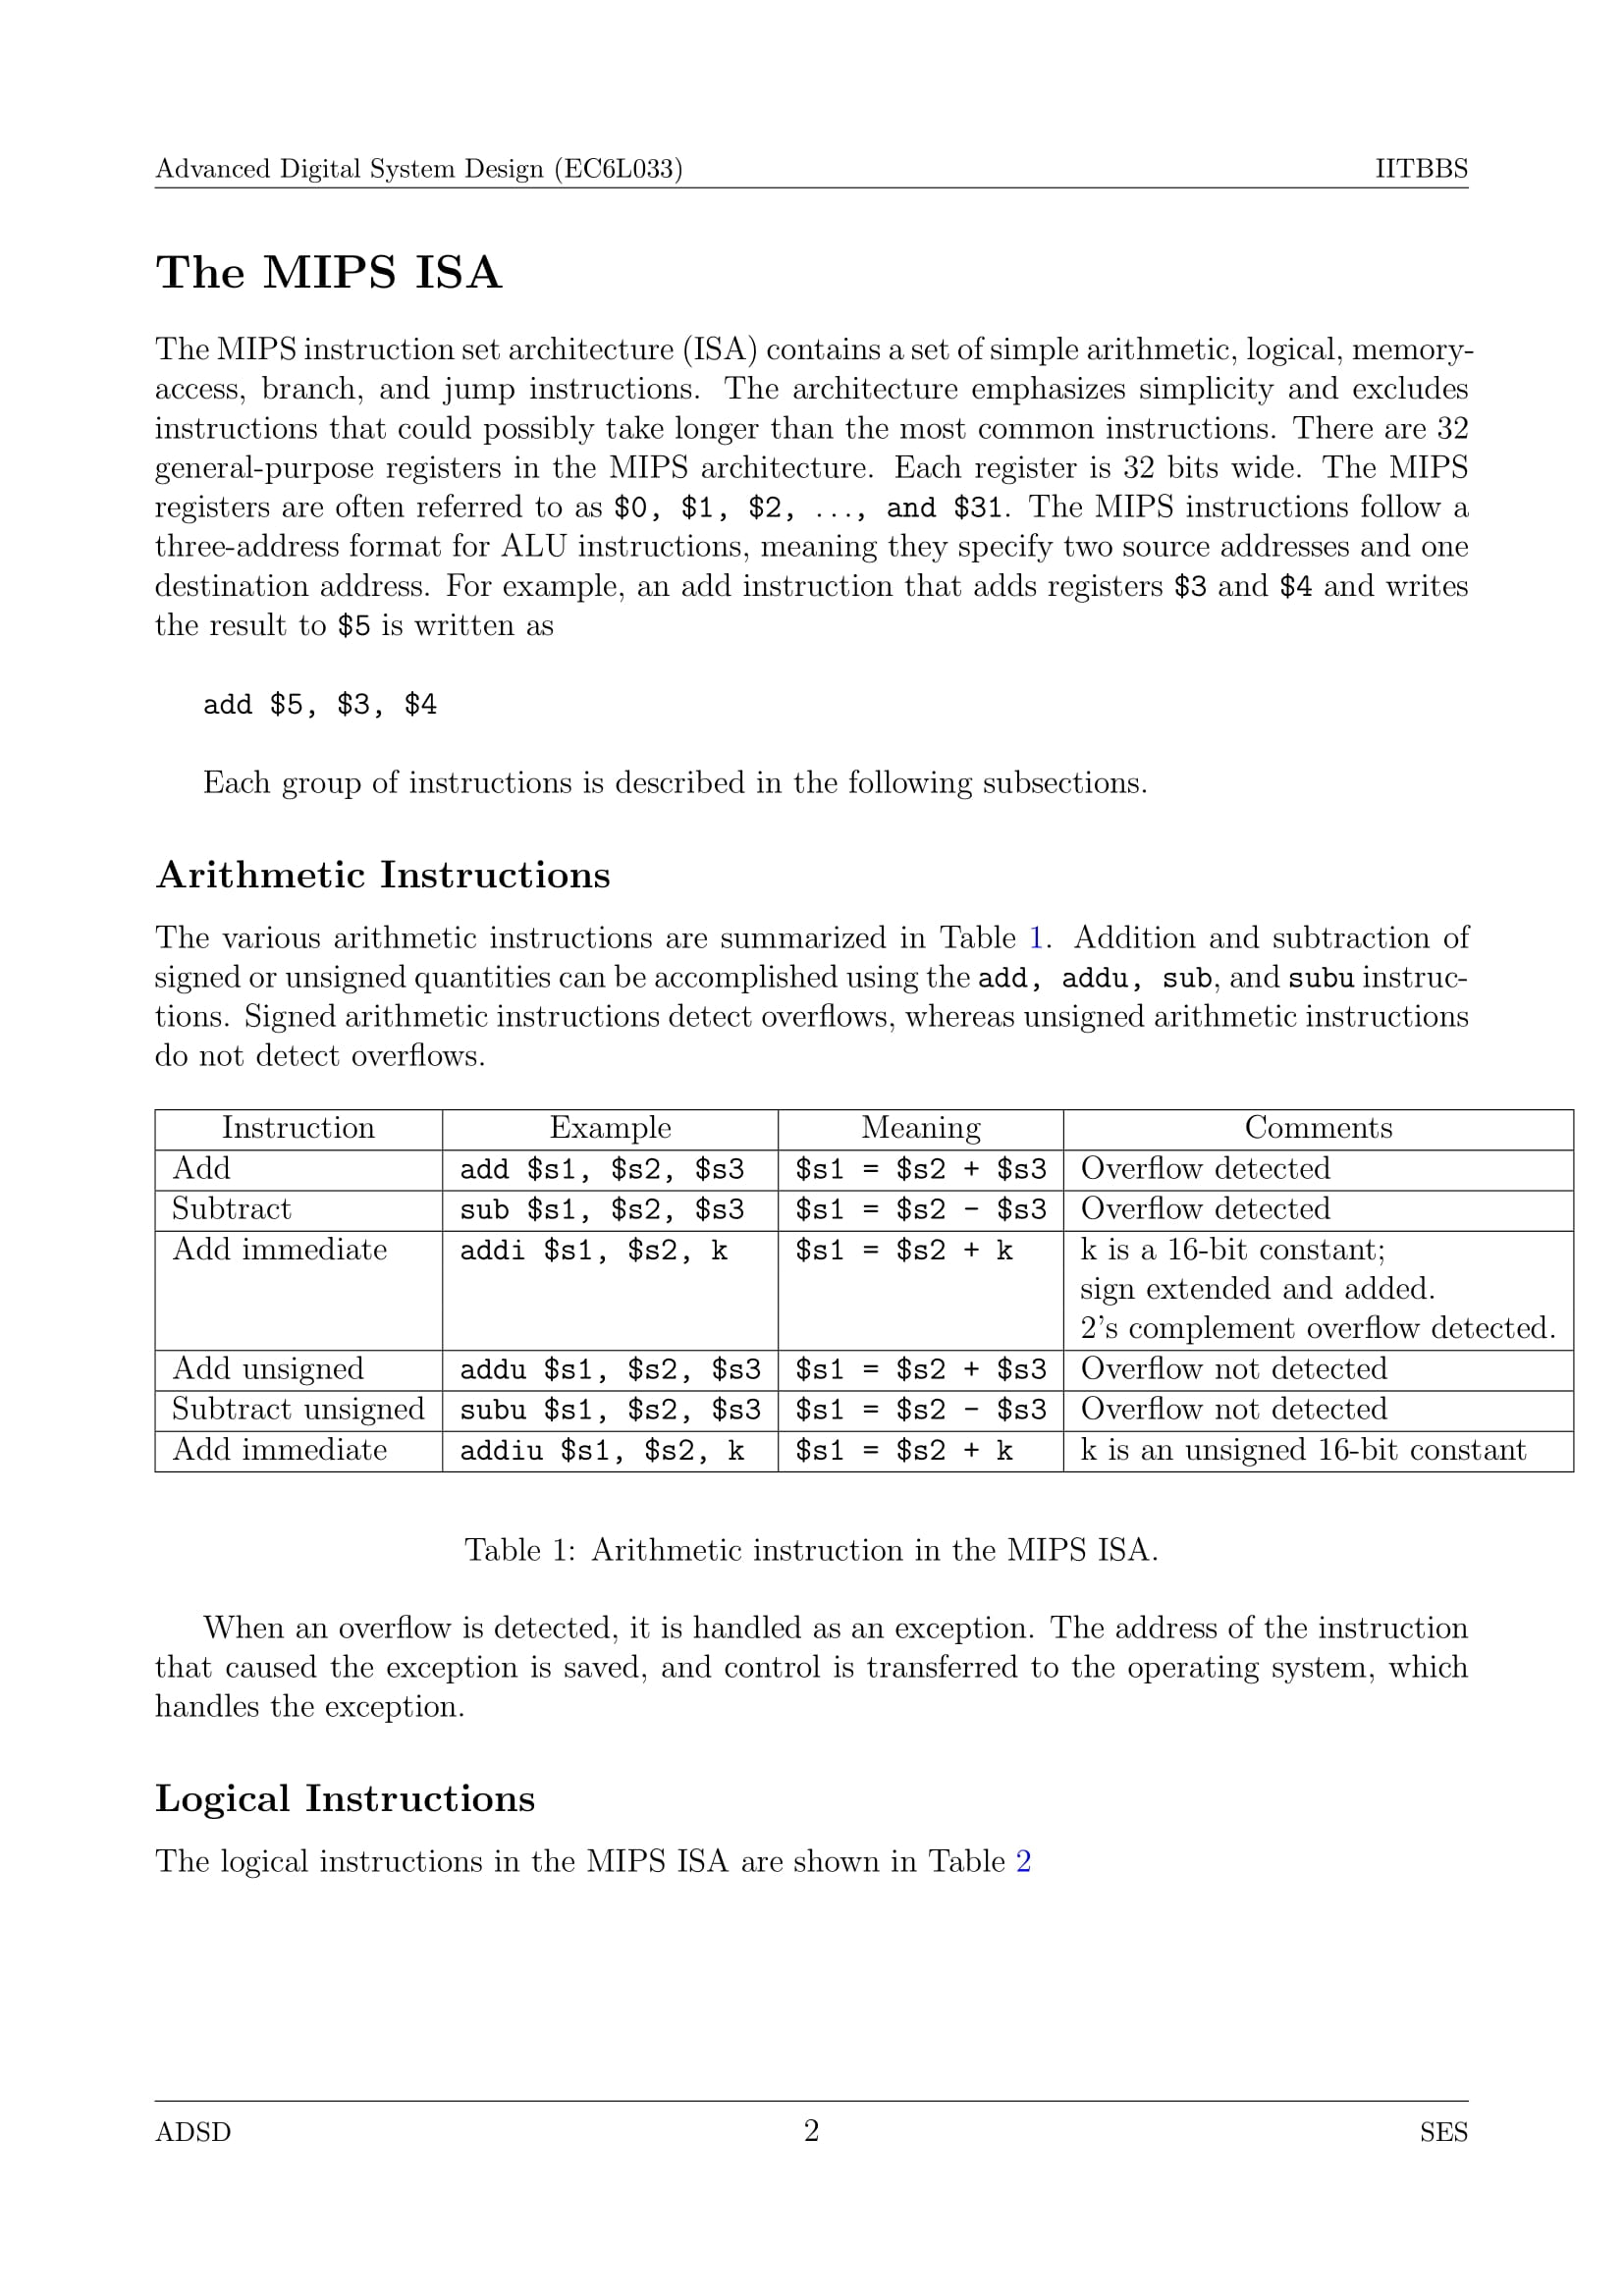 Advanced Digital System Design (EC6L033) IITBBS
The MIPS ISA
The MIPS instruction set architecture (ISA) contains a set of simple arithmetic, logical, memory-
access, branch, and jump instructions. The architecture emphasizes simplicity and excludes
instructions that could possibly take longer than the most common instructions. There are 32
general-purpose registers in the MIPS architecture. Each register is 32 bits wide. The MIPS
registers are often referred to as $0, $1, $2, ..., and $31. The MIPS instructions follow a
three-address format for ALU instructions, meaning they specify two source addresses and one
destination address. For example, an add instruction that adds registers $3 and $4 and writes
the result to $5 is written as
add $5, $3, $4
Each group of instructions is described in the following subsections.
Arithmetic Instructions
The various arithmetic instructions are summarized in Table 1. Addition and subtraction of
signed or unsigned quantities can be accomplished using the add, addu, sub, and subu instruc-
tions. Signed arithmetic instructions detect overflows, whereas unsigned arithmetic instructions
do not detect overflows.
Instruction Example Meaning Comments
Add add $s1, $s2, $s3 $s1 = $s2 + $s3 Overflow detected
Subtract sub $s1, $s2, $s3 $s1 = $s2 - $s3 Overflow detected
Add immediate addi $s1, $s2, k $s1 = $s2 + k k is a 16-bit constant;
sign extended and added.
2's complement overflow detected.
Add unsigned addu $s1, $s2, $s3 $s1 = $s2 + $s3 Overflow not detected
Subtract unsigned subu $s1, $s2, $s3 $s1 = $s2 - $s3 Overflow not detected
Add immediate addiu $s1, $s2, k $s1 = $s2 + k k is an unsigned 16-bit constant
Table 1: Arithmetic instruction in the MIPS ISA.
When an overflow is detected, it is handled as an exception. The address of the instruction
that caused the exception is saved, and control is transferred to the operating system, which
handles the exception.
Logical Instructions
The logical instructions in the MIPS ISA are shown in Table 2
ADSD 2 SES